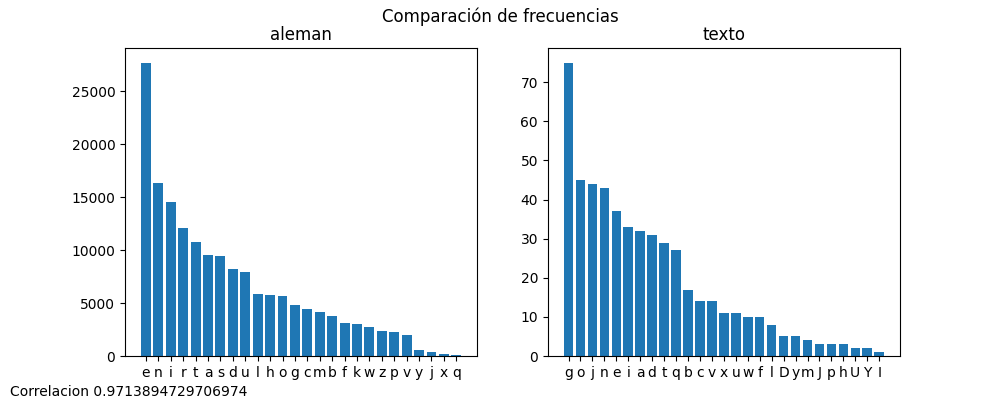 Comparación de frecuencias
aleman
texto
25000
20000
15000
10000
5000
0
e n i r t a s d u l h o g c m b f k w z p v y j x q
70
60
50
40
30
20
10
0
g o j n e i a d t q b c v x u w f l D y m J p h U Y I
Correlacion 0.9713894729706974